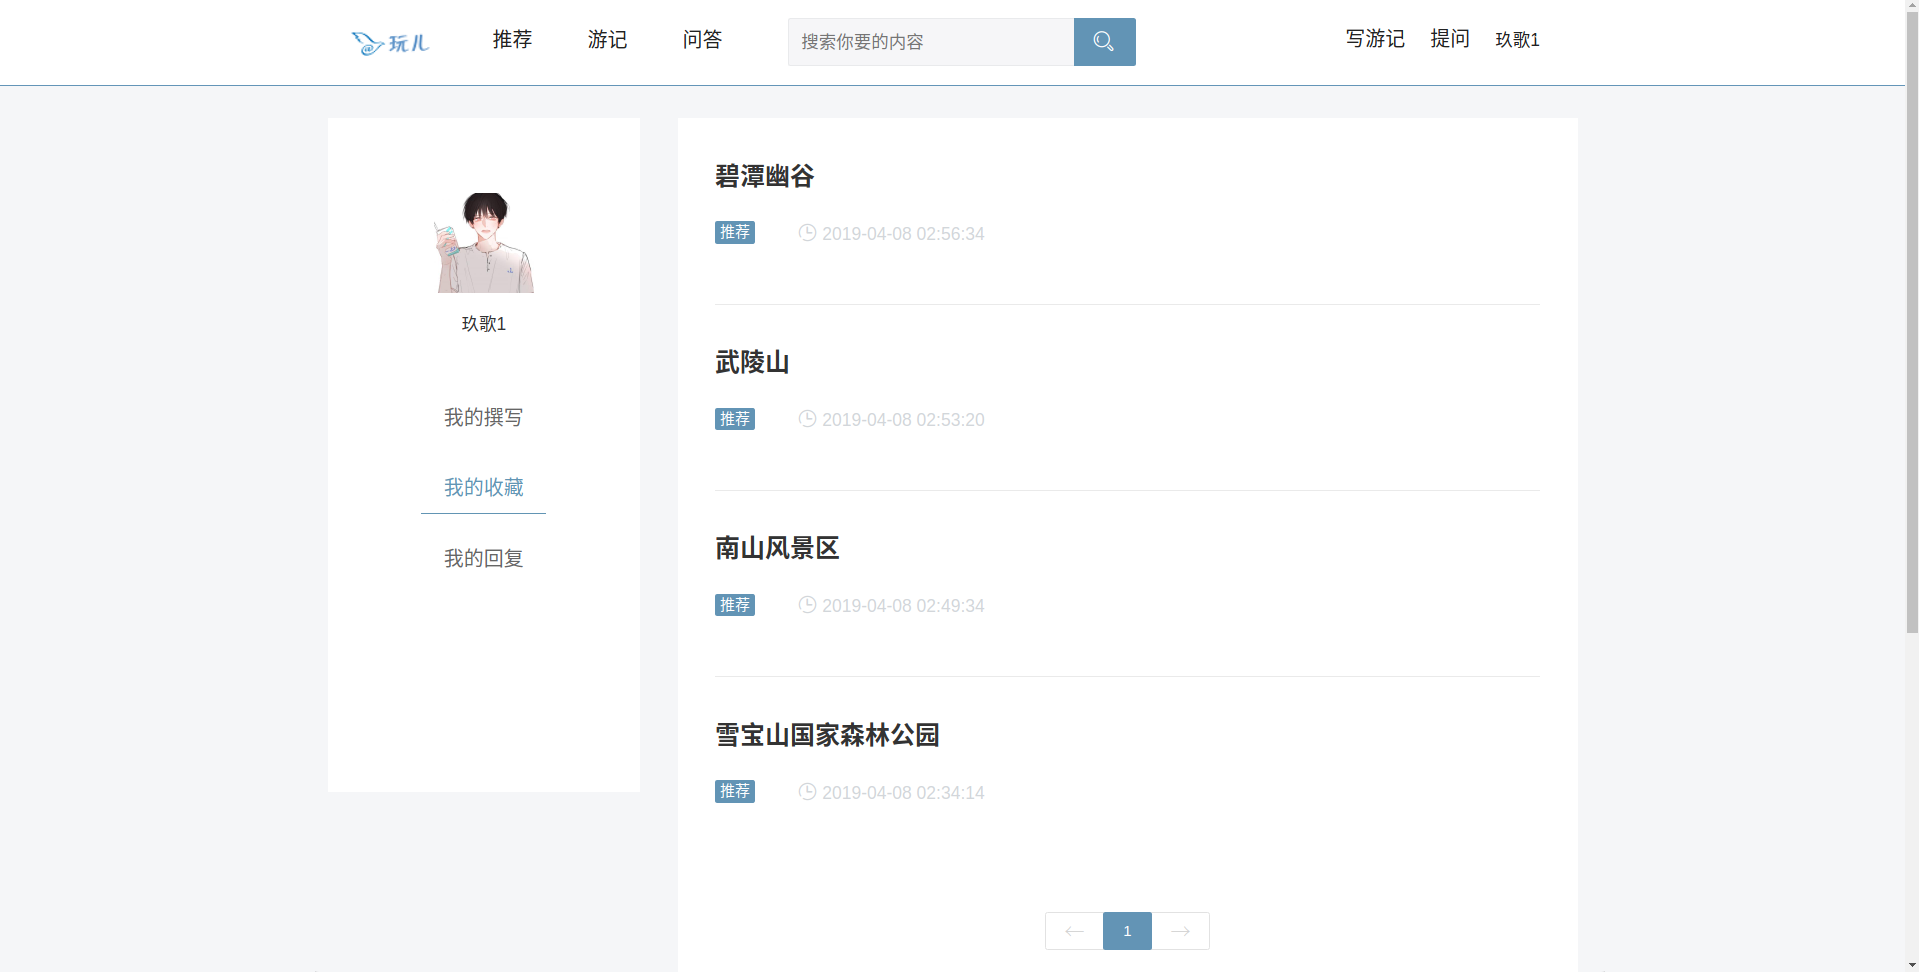 玩儿 推荐 游记 问答 搜索你要的内容 写游记 提问 玖歌1
玖歌1
我的撰写
我的收藏
我的回复
碧潭幽谷
推荐 2019-04-08 02:56:34
武陵山
推荐 2019-04-08 02:53:20
南山风景区
推荐 2019-04-08 02:49:34
雪宝山国家森林公园
推荐 2019-04-08 02:34:14
1